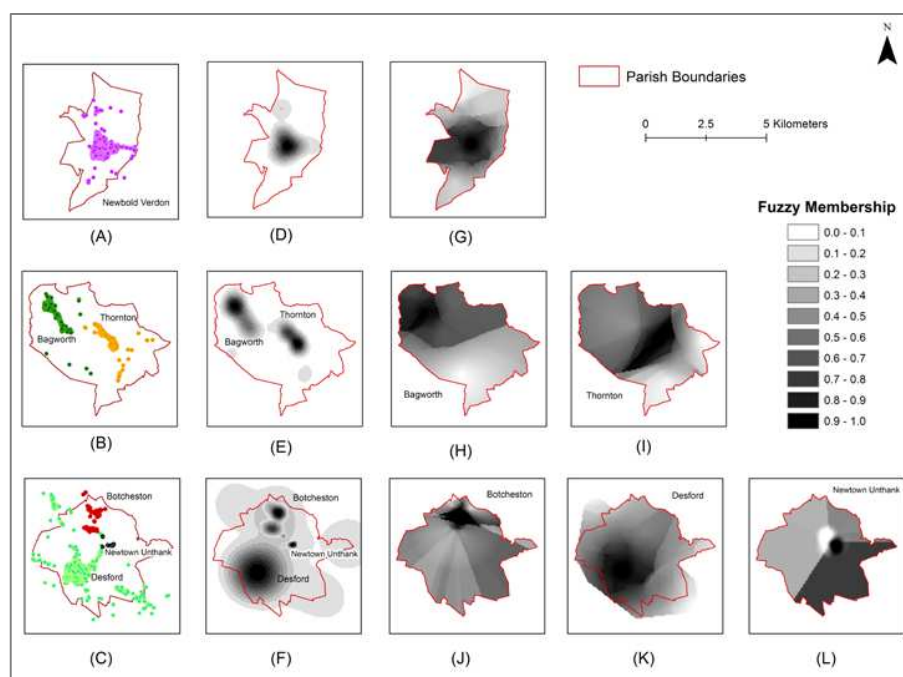 N
Parish Boundaries
0 2.5 5 Kilometers
Newbold Verdon
(A)
(D)
(G)
Fuzzy Membership
0.0 - 0.1
0.1 - 0.2
0.2 - 0.3
0.3 - 0.4
0.4 - 0.5
0.5 - 0.6
0.6 - 0.7
0.7 - 0.8
0.8 - 0.9
0.9 - 1.0
Thornton
Bagworth
(B)
Thornton
Bagworth
(E)
Bagworth
(H)
Thornton
(I)
Botcheston
Newtown Unthank
Desford
(C)
Botcheston
Newtown Unthank
Desford
(F)
Botcheston
(J)
Desford
(K)
Newtown Unthank
(L)